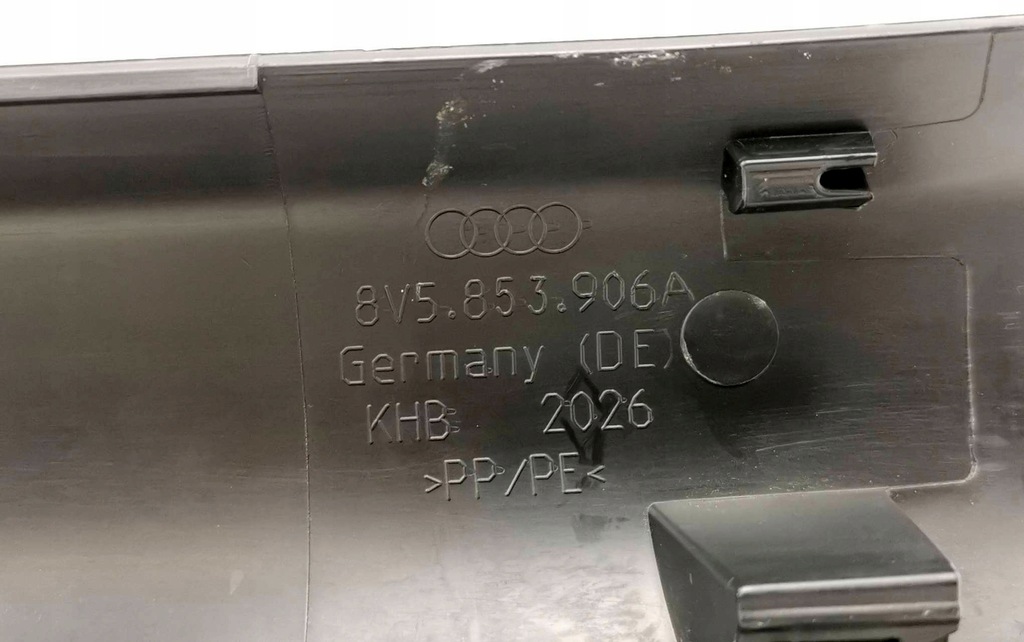 8V5.853.906A
Germany (DE)
KHB 2026
>PP/PE<